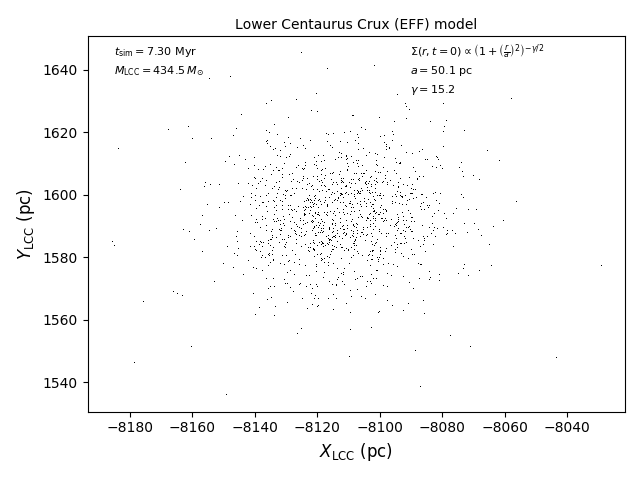 Lower Centaurus Crux (EFF) model
t_sim = 7.30 Myr
M_LCC = 434.5 M_⊙
Σ(r, t = 0) ∝ (1 + (r/a)²)^(−γ/2)
a = 50.1 pc
γ = 15.2
Y_LCC (pc)
1640
1620
1600
1580
1560
1540
−8180 −8160 −8140 −8120 −8100 −8080 −8060 −8040
X_LCC (pc)